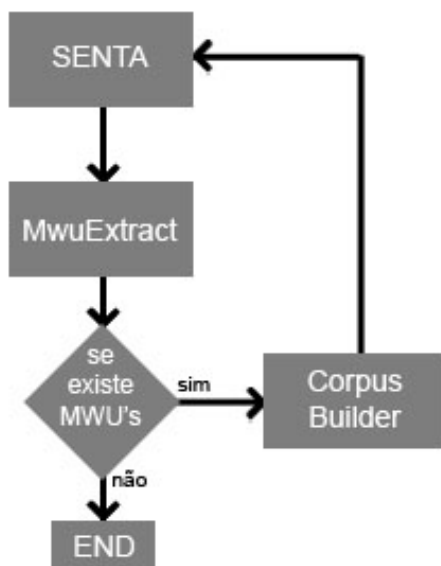 SENTA
MwuExtract
se
existe
MWU's
sim
Corpus
Builder
não
END